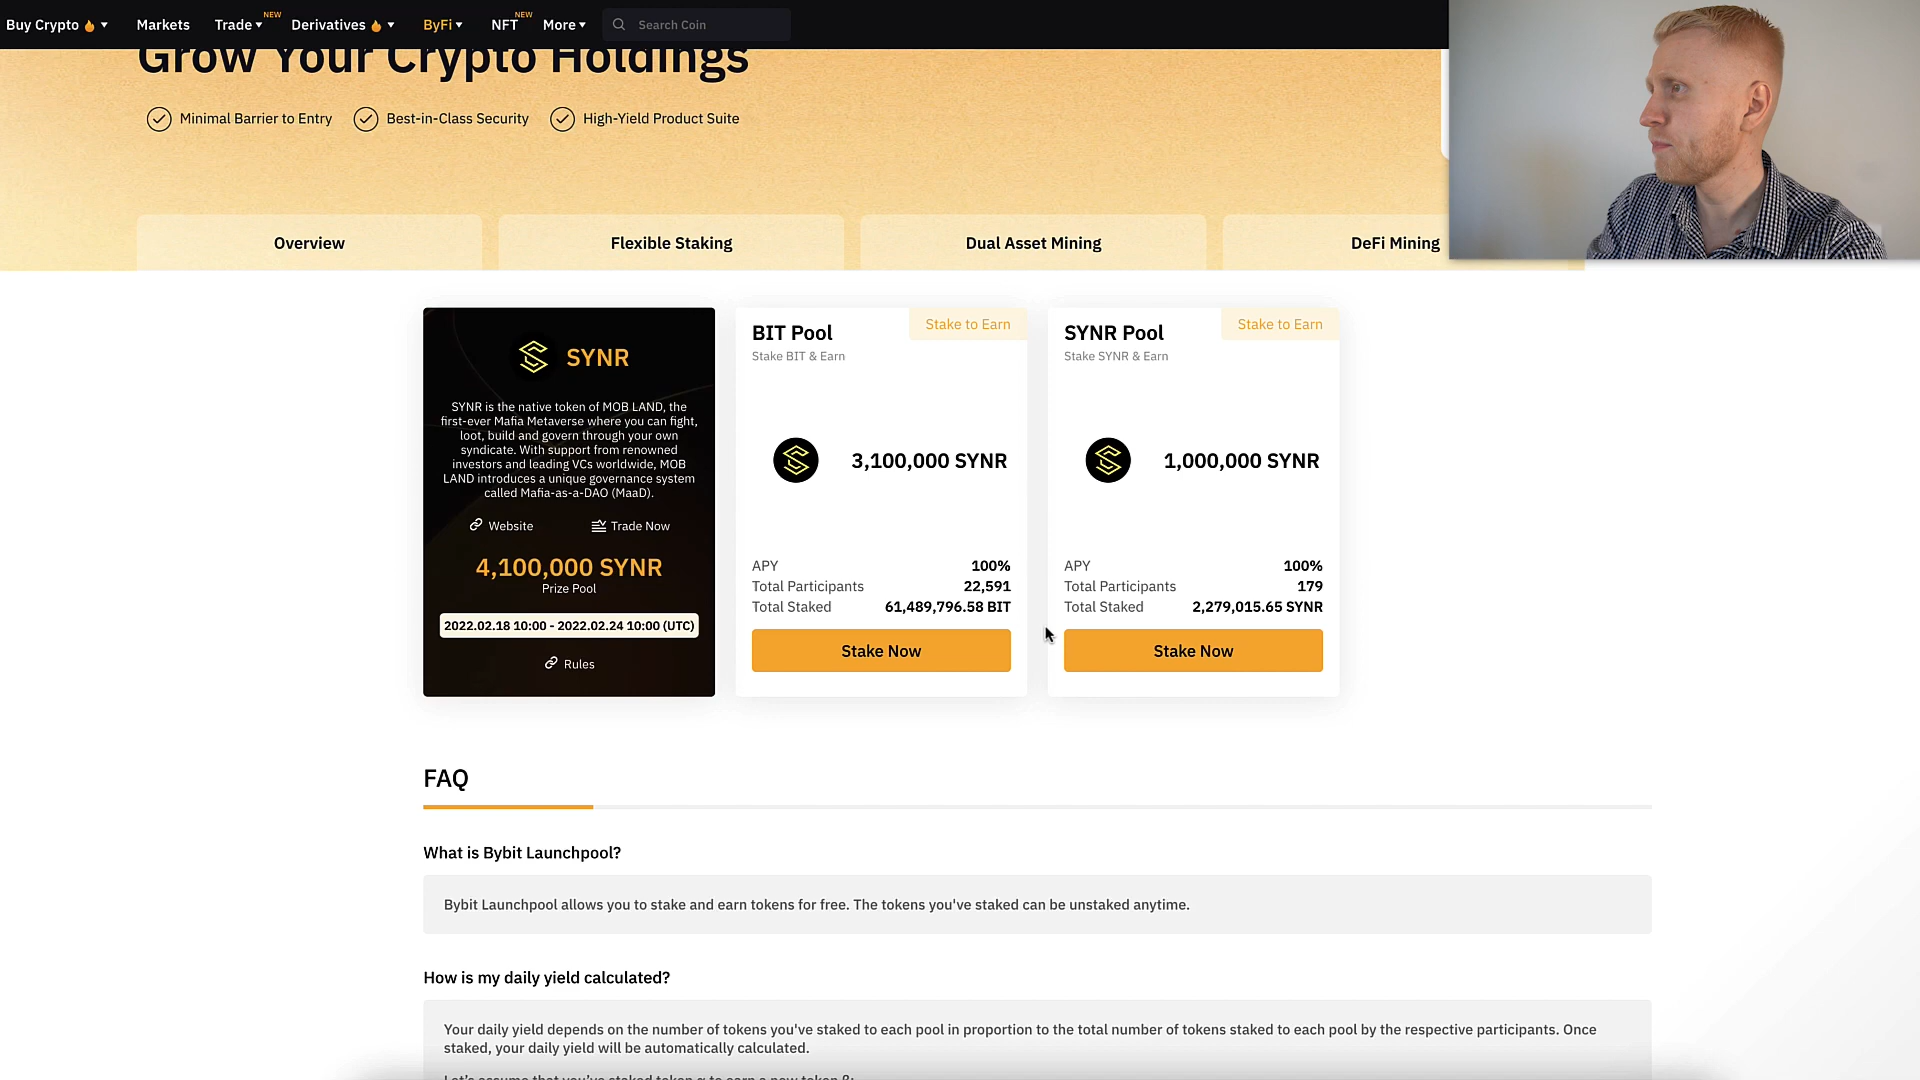 Buy Crypto
Markets
Trade
NEW
Derivatives
ByFi
NFT
NEW
More
Search Coin
Grow Your Crypto Holdings
Minimal Barrier to Entry
Best-in-Class Security
High-Yield Product Suite
Overview
Flexible Staking
Dual Asset Mining
DeFi Mining
SYNR
SYNR is the native token of MOB LAND, the
first-ever Mafia Metaverse where you can fight,
loot, build and govern through your own
syndicate. With support from renowned
investors and leading VCs worldwide, MOB
LAND introduces a unique governance system
called Mafia-as-a-DAO (MaaD).
Website
Trade Now
4,100,000 SYNR
Prize Pool
2022.02.18 10:00 - 2022.02.24 10:00 (UTC)
Rules
BIT Pool
Stake to Earn
Stake BIT & Earn
3,100,000 SYNR
APY 100%
Total Participants 22,591
Total Staked 61,489,796.58 BIT
Stake Now
SYNR Pool
Stake to Earn
Stake SYNR & Earn
1,000,000 SYNR
APY 100%
Total Participants 179
Total Staked 2,279,015.65 SYNR
Stake Now
FAQ
What is Bybit Launchpool?
Bybit Launchpool allows you to stake and earn tokens for free. The tokens you've staked can be unstaked anytime.
How is my daily yield calculated?
Your daily yield depends on the number of tokens you've staked to each pool in proportion to the total number of tokens staked to each pool by the respective participants. Once
staked, your daily yield will be automatically calculated.
Let's assume that you've staked token α to earn a new token β: